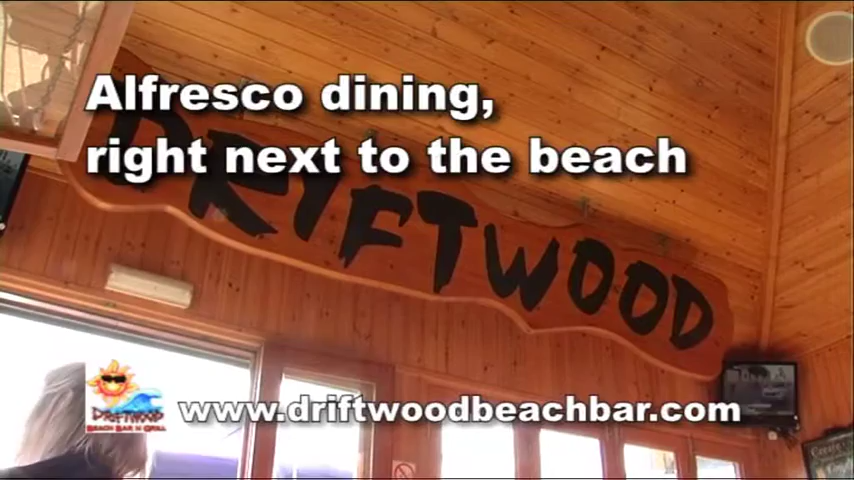 Alfresco dining,
right next to the beach
DRIFTWOOD
DRIFTWOOD
BEACH BAR N GRILL
www.driftwoodbeachbar.com